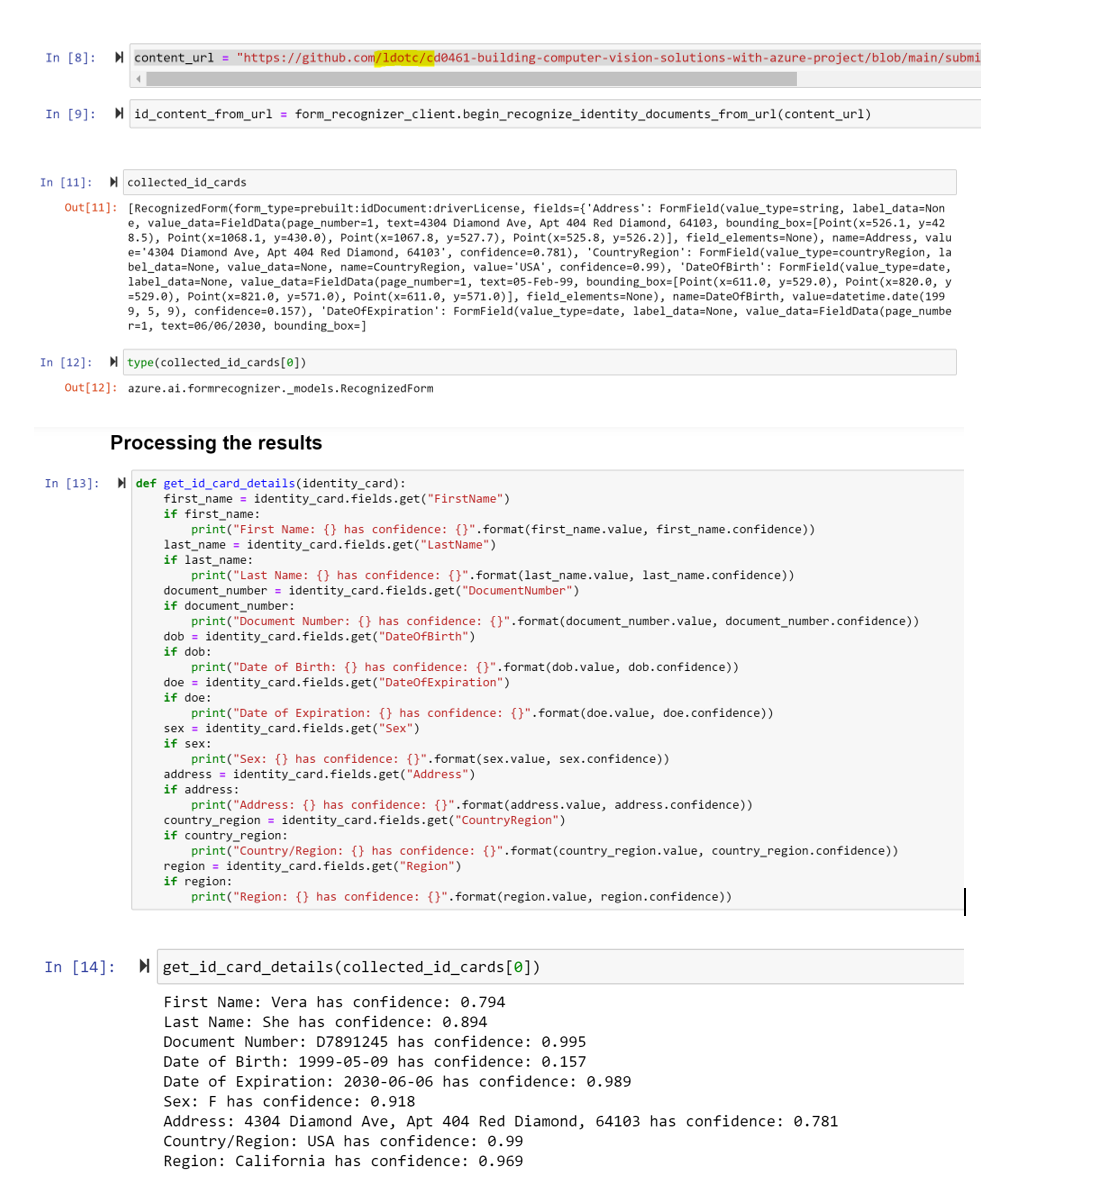 In [8]: content_url = "https://github.com/ldotc/cd0461-building-computer-vision-solutions-with-azure-project/blob/main/submi
In [9]: id_content_from_url = form_recognizer_client.begin_recognize_identity_documents_from_url(content_url)
In [11]: collected_id_cards
Out[11]: [RecognizedForm(form_type=prebuilt:idDocument:driverLicense, fields={'Address': FormField(value_type=string, label_data=Non
e, value_data=FieldData(page_number=1, text=4304 Diamond Ave, Apt 404 Red Diamond, 64103, bounding_box=[Point(x=526.1, y=42
8.5), Point(x=1068.1, y=430.0), Point(x=1067.8, y=527.7), Point(x=525.8, y=526.2)], field_elements=None), name=Address, valu
e='4304 Diamond Ave, Apt 404 Red Diamond, 64103', confidence=0.781), 'CountryRegion': FormField(value_type=countryRegion, la
bel_data=None, value_data=None, name=CountryRegion, value='USA', confidence=0.99), 'DateOfBirth': FormField(value_type=date,
label_data=None, value_data=FieldData(page_number=1, text=05-Feb-99, bounding_box=[Point(x=611.0, y=529.0), Point(x=820.0, y
=529.0), Point(x=821.0, y=571.0), Point(x=611.0, y=571.0)], field_elements=None), name=DateOfBirth, value=datetime.date(199
9, 5, 9), confidence=0.157), 'DateOfExpiration': FormField(value_type=date, label_data=None, value_data=FieldData(page_numbe
r=1, text=06/06/2030, bounding_box=]
In [12]: type(collected_id_cards[0])
Out[12]: azure.ai.formrecognizer._models.RecognizedForm
Processing the results
In [13]: def get_id_card_details(identity_card):
first_name = identity_card.fields.get("FirstName")
if first_name:
print("First Name: {} has confidence: {}".format(first_name.value, first_name.confidence))
last_name = identity_card.fields.get("LastName")
if last_name:
print("Last Name: {} has confidence: {}".format(last_name.value, last_name.confidence))
document_number = identity_card.fields.get("DocumentNumber")
if document_number:
print("Document Number: {} has confidence: {}".format(document_number.value, document_number.confidence))
dob = identity_card.fields.get("DateOfBirth")
if dob:
print("Date of Birth: {} has confidence: {}".format(dob.value, dob.confidence))
doe = identity_card.fields.get("DateOfExpiration")
if doe:
print("Date of Expiration: {} has confidence: {}".format(doe.value, doe.confidence))
sex = identity_card.fields.get("Sex")
if sex:
print("Sex: {} has confidence: {}".format(sex.value, sex.confidence))
address = identity_card.fields.get("Address")
if address:
print("Address: {} has confidence: {}".format(address.value, address.confidence))
country_region = identity_card.fields.get("CountryRegion")
if country_region:
print("Country/Region: {} has confidence: {}".format(country_region.value, country_region.confidence))
region = identity_card.fields.get("Region")
if region:
print("Region: {} has confidence: {}".format(region.value, region.confidence))
In [14]: get_id_card_details(collected_id_cards[0])
First Name: Vera has confidence: 0.794
Last Name: She has confidence: 0.894
Document Number: D7891245 has confidence: 0.995
Date of Birth: 1999-05-09 has confidence: 0.157
Date of Expiration: 2030-06-06 has confidence: 0.989
Sex: F has confidence: 0.918
Address: 4304 Diamond Ave, Apt 404 Red Diamond, 64103 has confidence: 0.781
Country/Region: USA has confidence: 0.99
Region: California has confidence: 0.969